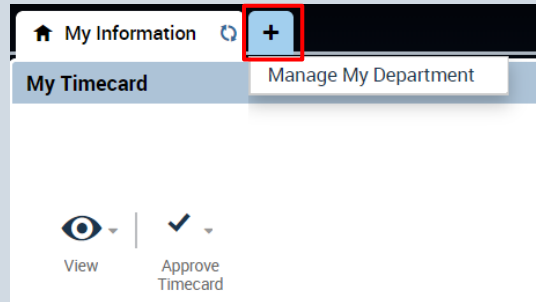 My Information +
Manage My Department
My Timecard
View
Approve
Timecard